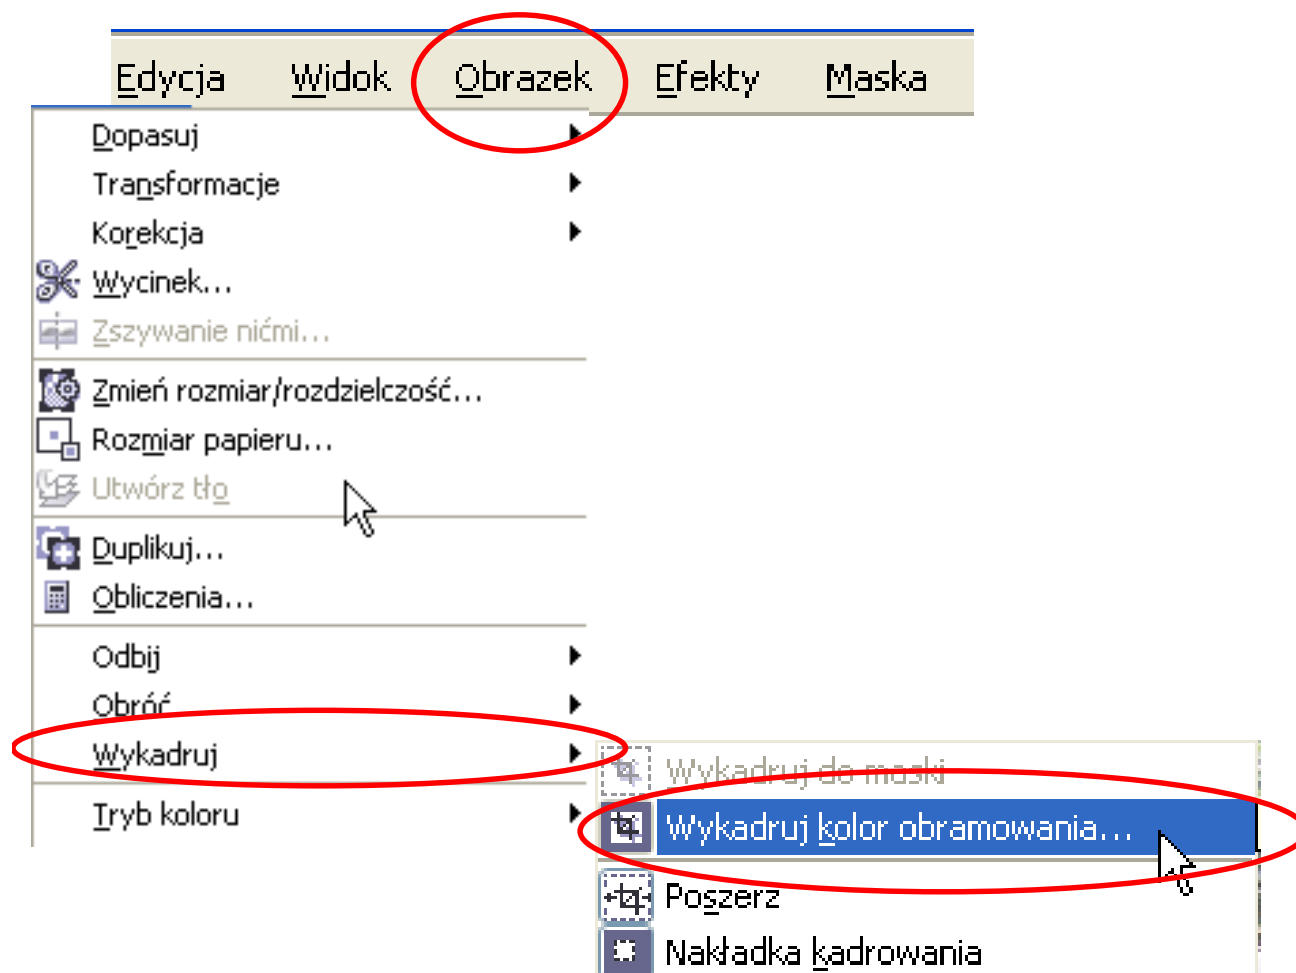 Edycja Widok Obrazek Efekty Maska
Dopasuj
Transformacje
Korekcja
Wycinek...
Zszywanie nićmi...
Zmień rozmiar/rozdzielczość...
Rozmiar papieru...
Utwórz tło
Duplikuj...
Obliczenia...
Odbij
Obróć
Wykadruj
Tryb koloru
Wykadruj do maski
Wykadruj kolor obramowania...
Poszerz
Nakładka kadrowania